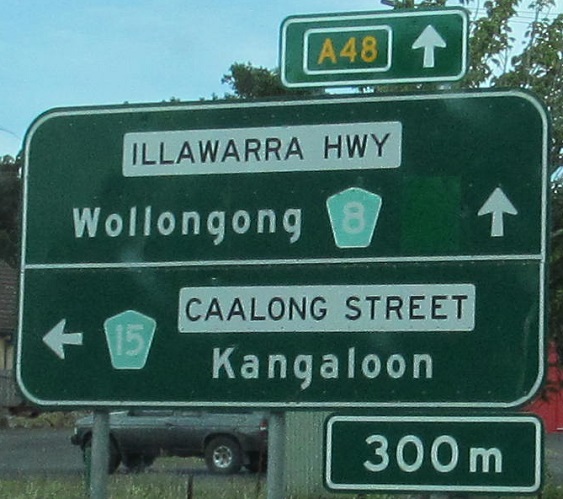 A48
ILLAWARRA HWY
Wollongong 8
CAALONG STREET
15 Kangaloon
300m